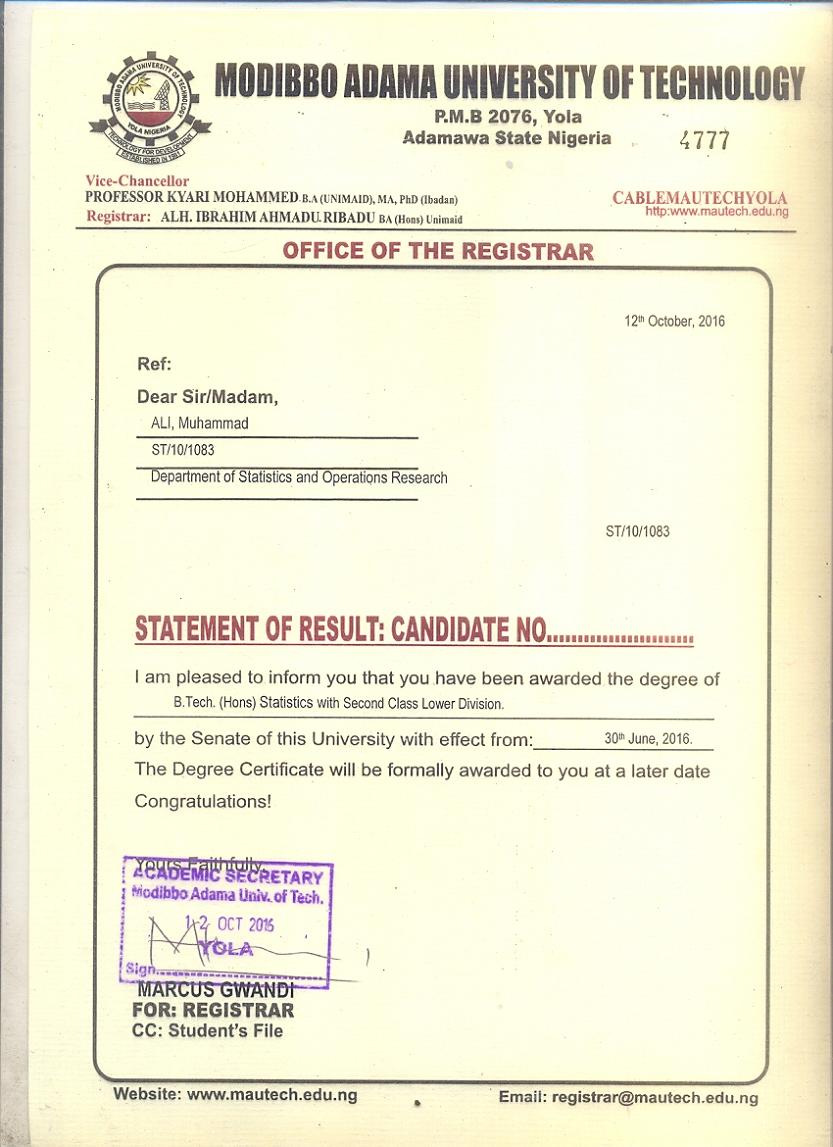 MODIBBO ADAMA UNIVERSITY OF TECHNOLOGY
YOLA NIGERIA
TECHNOLOGY FOR DEVELOPMENT
ESTABLISHED IN 1981
MODIBBO ADAMA UNIVERSITY OF TECHNOLOGY
P.M.B 2076, Yola
Adamawa State Nigeria
4777
Vice-Chancellor
PROFESSOR KYARI MOHAMMED B.A (UNIMAID), MA, PhD (Ibadan)
Registrar: ALH. IBRAHIM AHMADU RIBADU BA (Hons) Unimaid
CABLEMAUTECHYOLA
http:www.mautech.edu.ng
OFFICE OF THE REGISTRAR
12th October, 2016
Ref:
Dear Sir/Madam,
ALI, Muhammad
ST/10/1083
Department of Statistics and Operations Research
ST/10/1083
STATEMENT OF RESULT: CANDIDATE NO.........................
I am pleased to inform you that you have been awarded the degree of
B.Tech. (Hons) Statistics with Second Class Lower Division.
by the Senate of this University with effect from: 30th June, 2016.
The Degree Certificate will be formally awarded to you at a later date
Congratulations!
Yours Faithfully,
ACADEMIC SECRETARY
Modibbo Adama Univ. of Tech.
12 OCT 2016
YOLA
Sign....................
MARCUS GWANDI
FOR: REGISTRAR
CC: Student's File
Website: www.mautech.edu.ng
Email: registrar@mautech.edu.ng